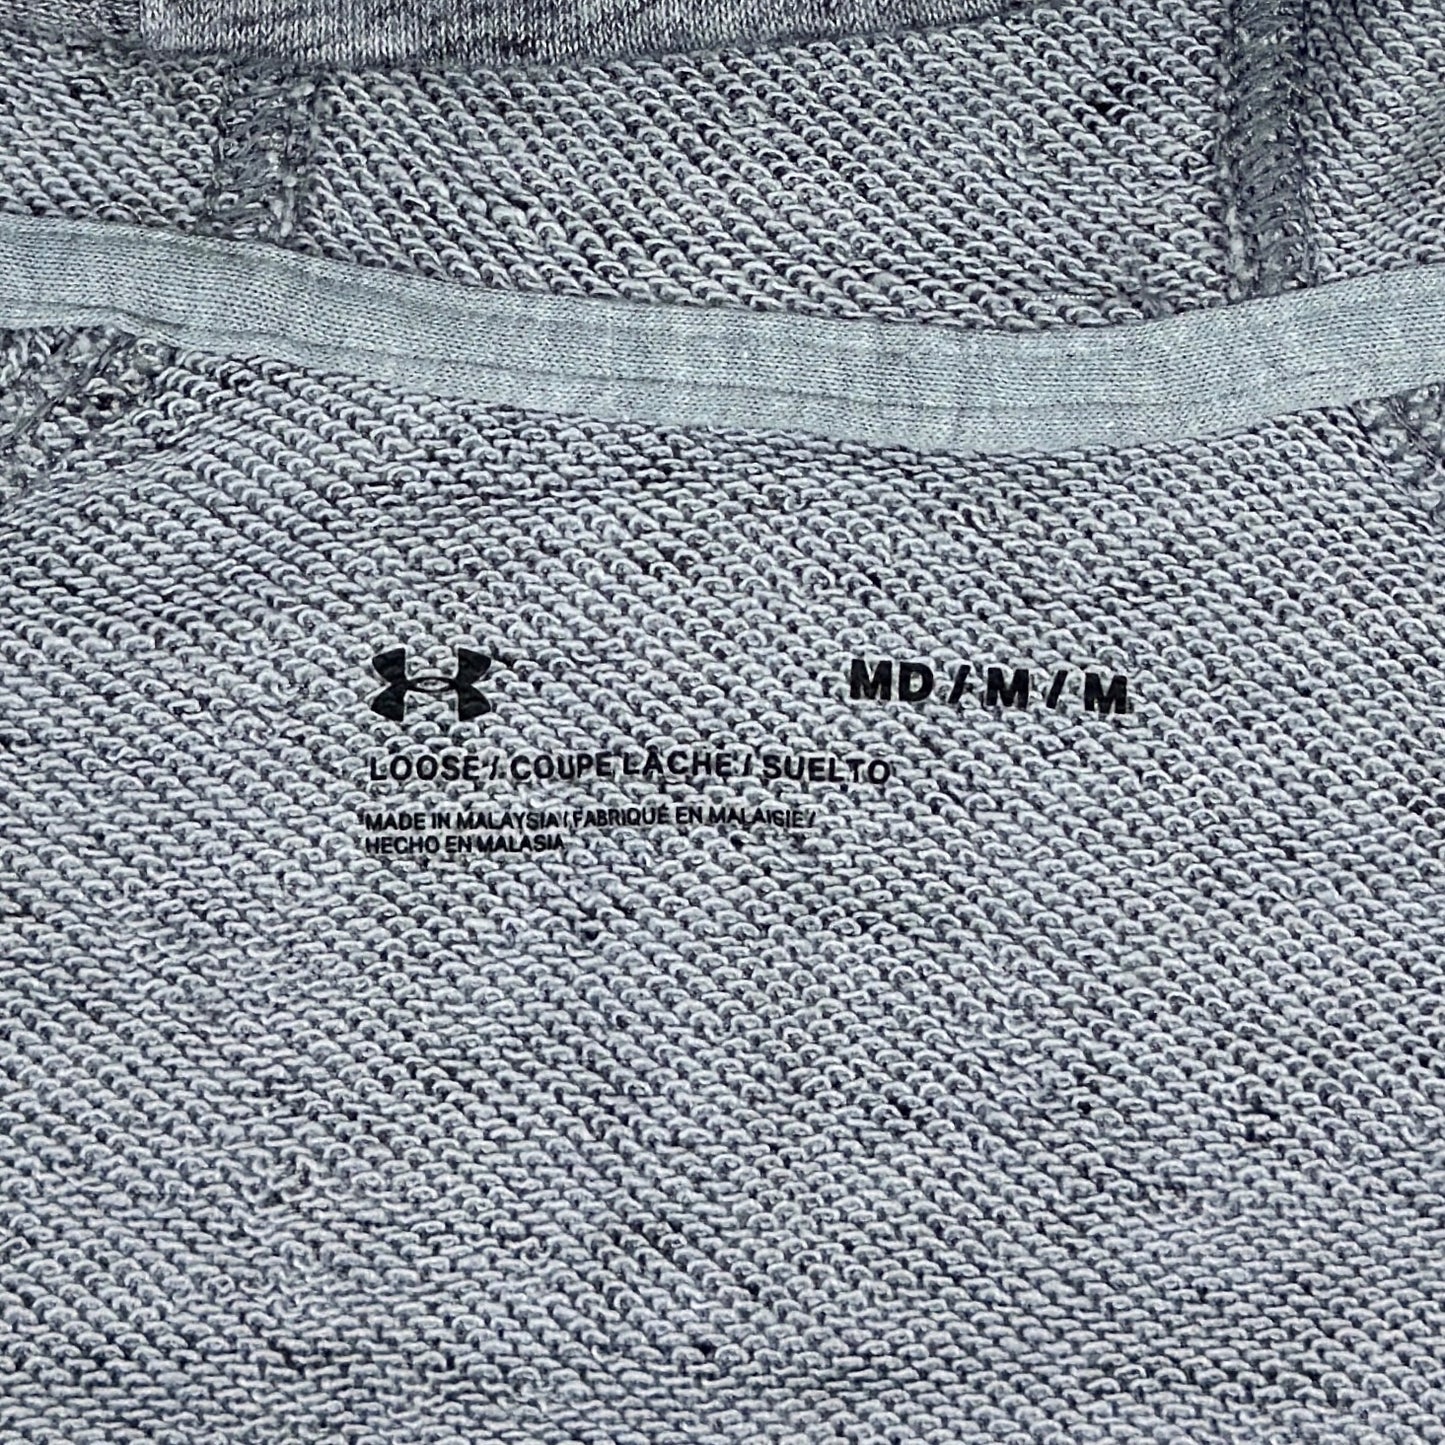 MD / M / M
LOOSE / COUPE LÂCHE / SUELTO
MADE IN MALAYSIA / FABRIQUÉ EN MALAISIE /
HECHO EN MALASIA